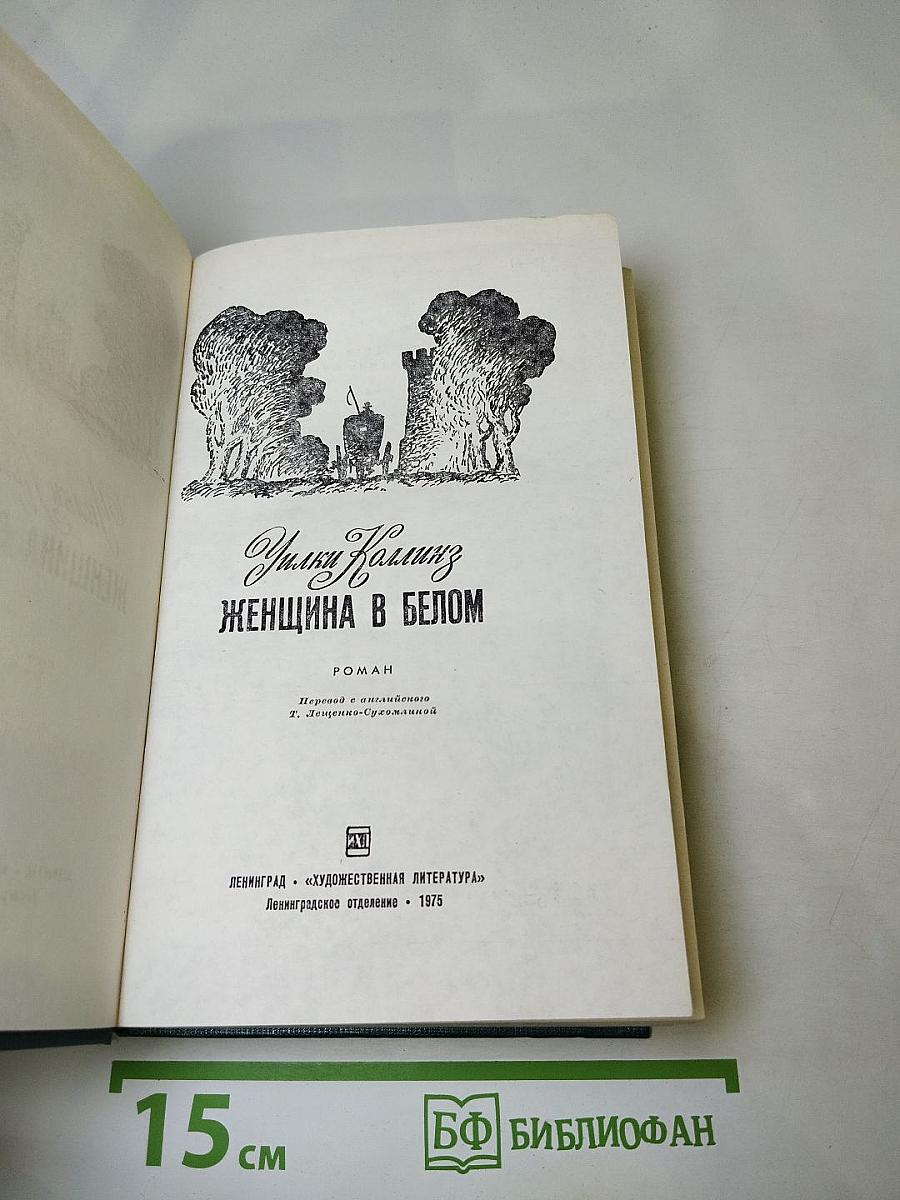 Уилки Коллинз
ЖЕНЩИНА В БЕЛОМ
РОМАН
Перевод с английского
Т. Лещенко-Сухомлиной
ЛЕНИНГРАД • «ХУДОЖЕСТВЕННАЯ ЛИТЕРАТУРА»
Ленинградское отделение • 1975
15 см
БФ БИБЛИОФАН